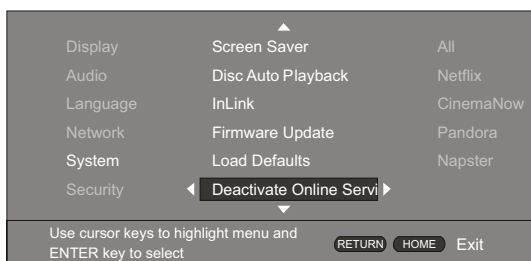 Display
Audio
Language
Network
System
Security
Screen Saver
Disc Auto Playback
InLink
Firmware Update
Load Defaults
Deactivate Online Servi
All
Netflix
CinemaNow
Pandora
Napster
Use cursor keys to highlight menu and
ENTER key to select
RETURN HOME Exit